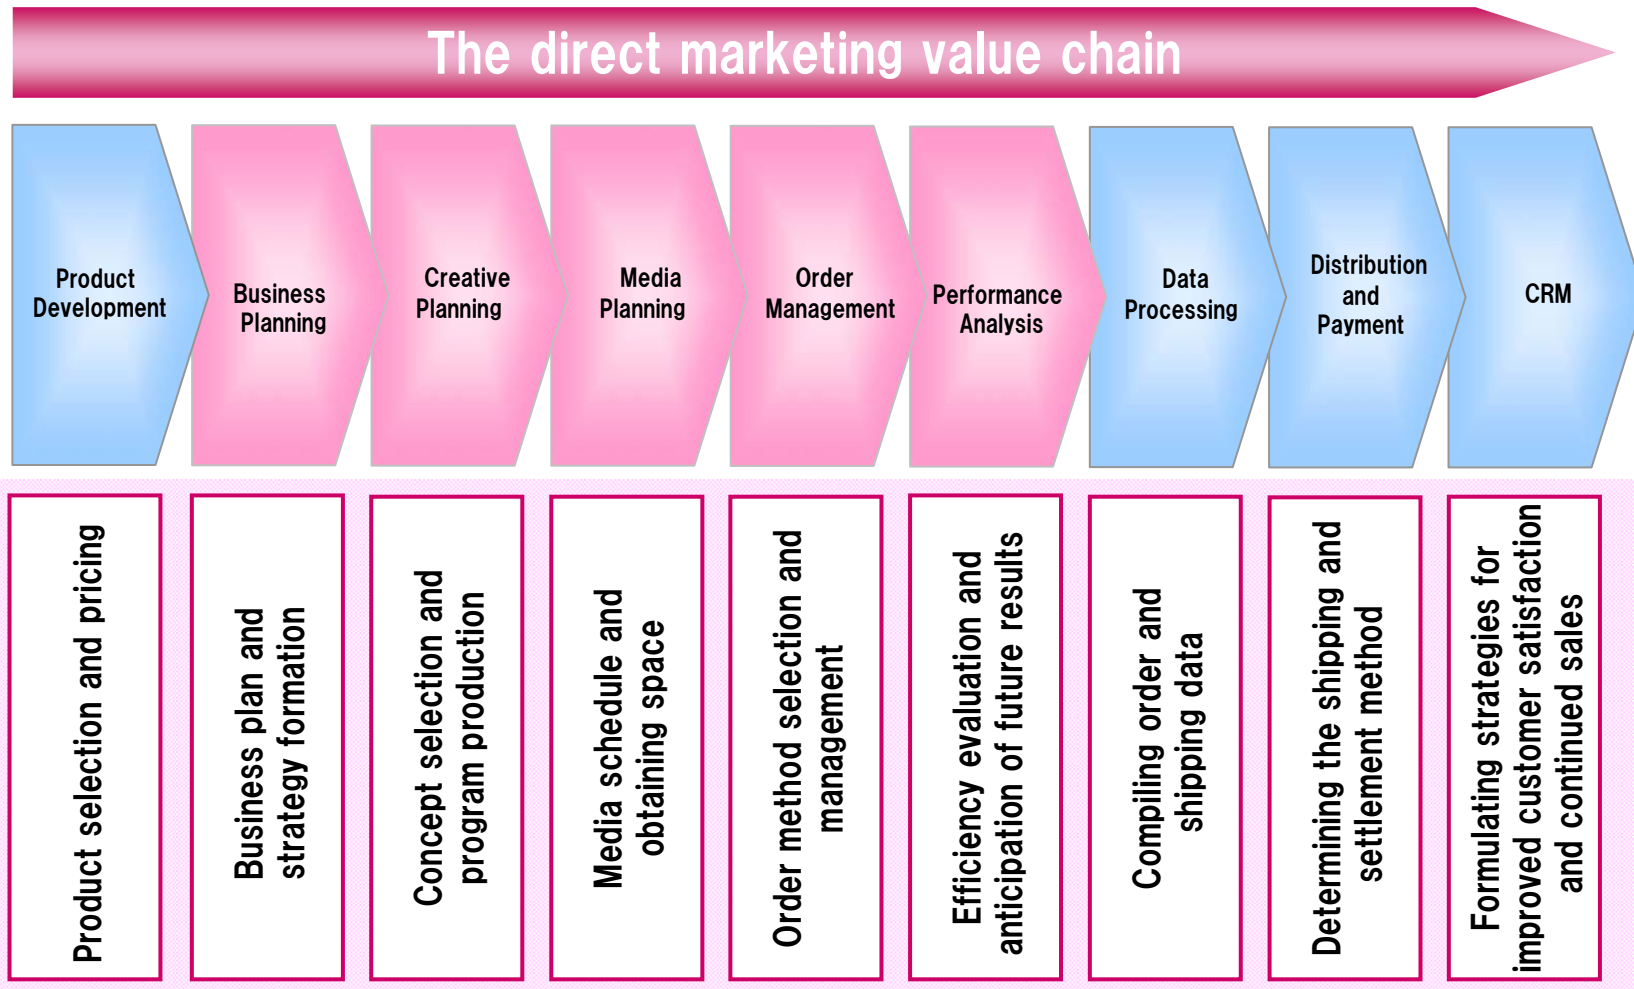 The direct marketing value chain
Product
Development
Business
Planning
Creative
Planning
Media
Planning
Order
Management
Performance
Analysis
Data
Processing
Distribution
and
Payment
CRM
Product selection and pricing
Business plan and
strategy formation
Concept selection and
program production
Media schedule and
obtaining space
Order method selection and
management
Efficiency evaluation and
anticipation of future results
Compiling order and
shipping data
Determining the shipping and
settlement method
Formulating strategies for
improved customer satisfaction
and continued sales